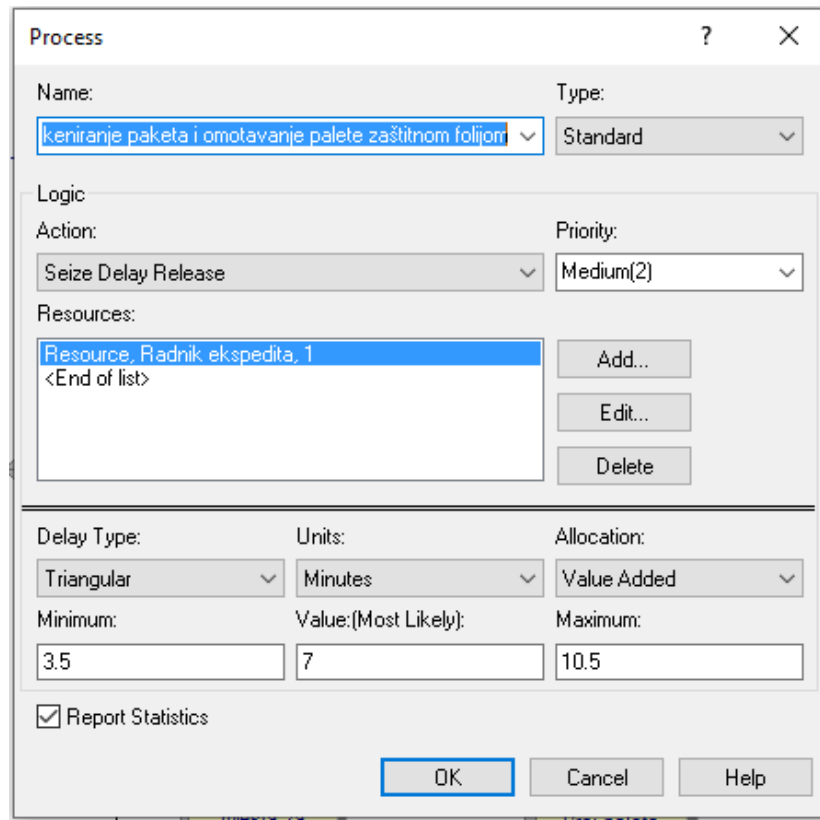 Process ? ×
Name: Type:
keniranje paketa i omotavanje palete zaštitnom folijom Standard
Logic
Action: Priority:
Seize Delay Release Medium(2)
Resources:
Resource, Radnik ekspedita, 1
<End of list>
Add...
Edit...
Delete
Delay Type: Units: Allocation:
Triangular Minutes Value Added
Minimum: Value:(Most Likely): Maximum:
3.5 7 10.5
Report Statistics
OK Cancel Help